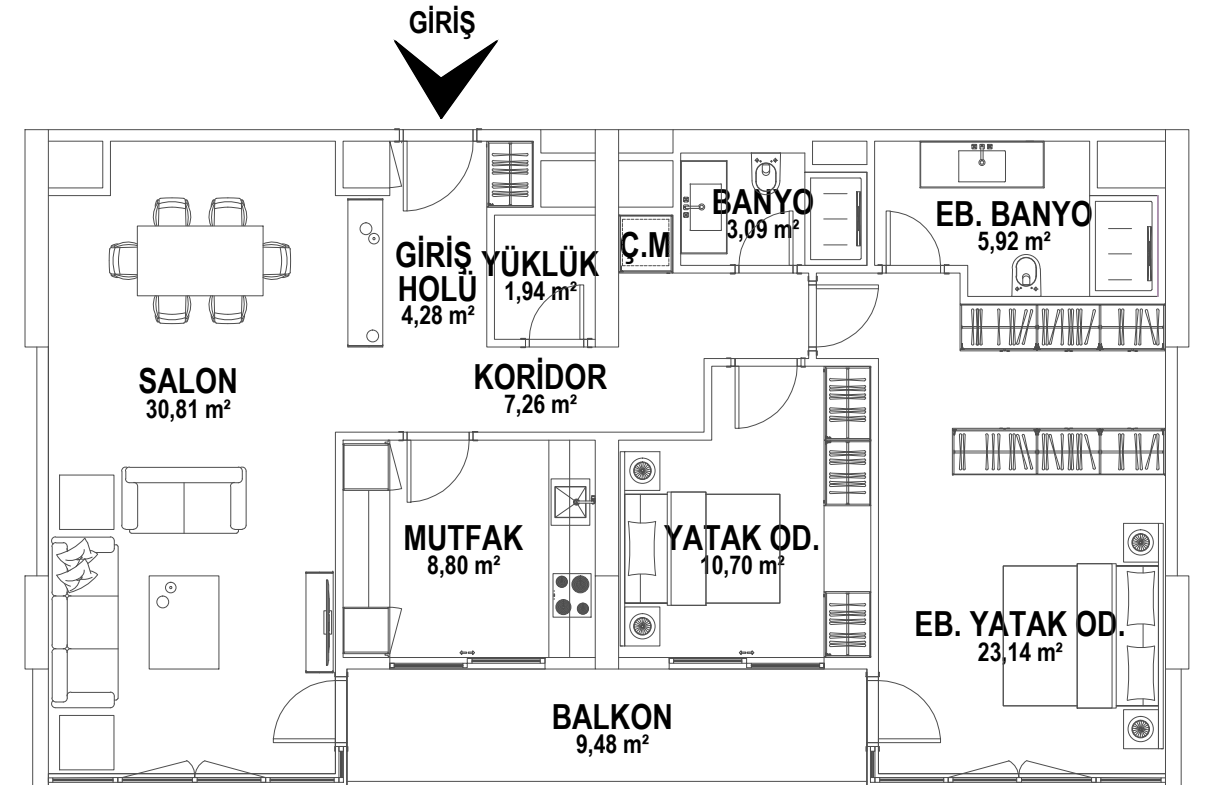 GİRİŞ
BANYO
3,09 m²
EB. BANYO
5,92 m²
Ç.M
GİRİŞ
HOLÜ
4,28 m²
YÜKLÜK
1,94 m²
SALON
30,81 m²
KORİDOR
7,26 m²
MUTFAK
8,80 m²
YATAK OD.
10,70 m²
EB. YATAK OD.
23,14 m²
BALKON
9,48 m²